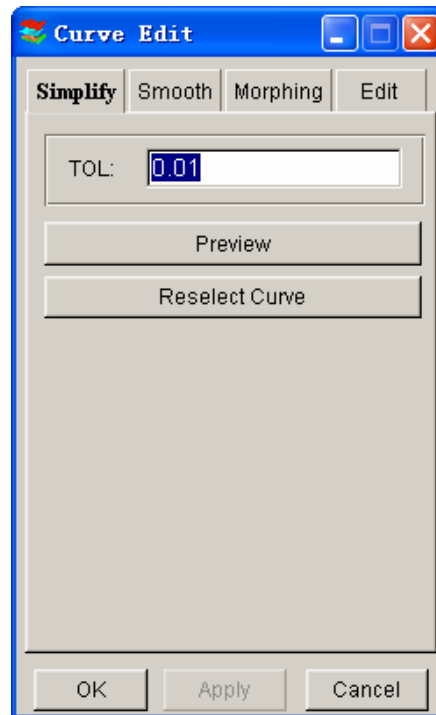 Curve Edit
Simplify Smooth Morphing Edit
TOL: 0.01
Preview
Reselect Curve
OK Apply Cancel